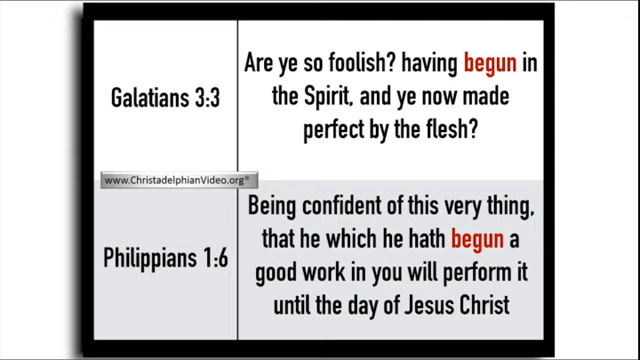 Galatians 3:3
Are ye so foolish? having begun in
the Spirit, and ye now made
perfect by the flesh?
www.ChristadelphianVideo.org®
Philippians 1:6
Being confident of this very thing,
that he which he hath begun a
good work in you will perform it
until the day of Jesus Christ